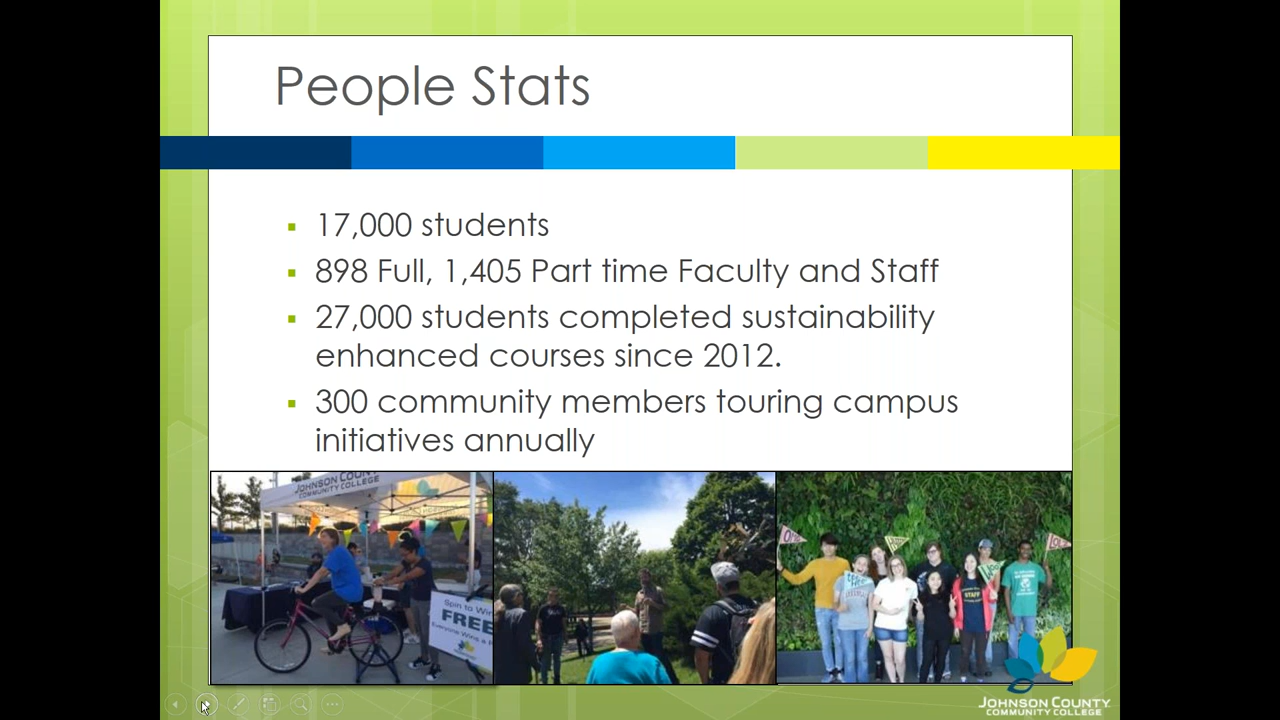 People Stats
17,000 students
898 Full, 1,405 Part time Faculty and Staff
27,000 students completed sustainability
enhanced courses since 2012.
300 community members touring campus
initiatives annually
JOHNSON COUNTY
COMMUNITY COLLEGE
Spin to Win
FREE
Everyone Wins a
STAFF
JOHNSON COUNTY
COMMUNITY COLLEGE